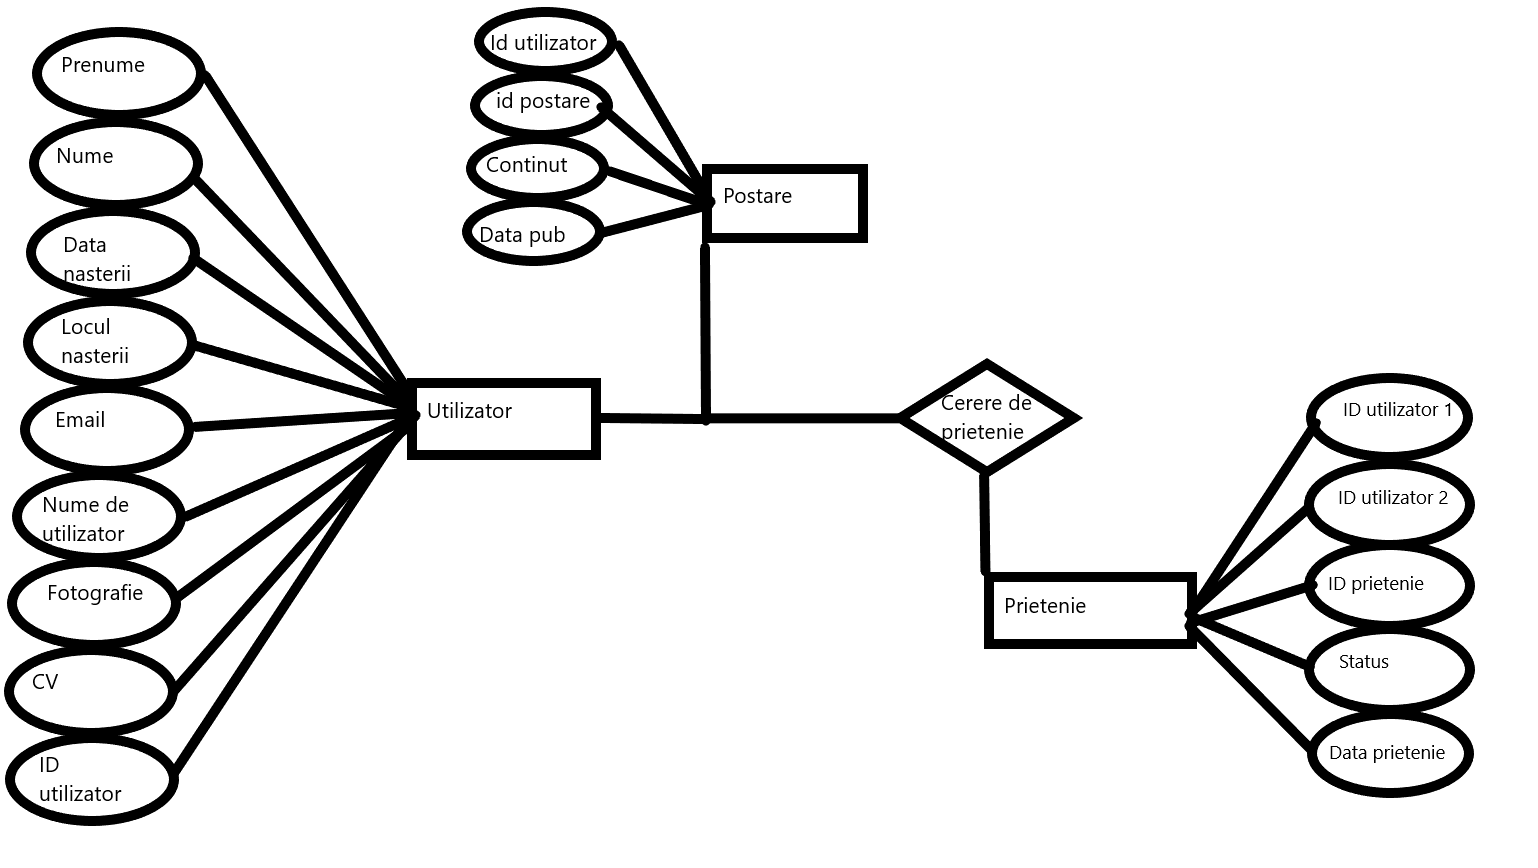 Prenume
Nume
Data
nasterii
Locul
nasterii
Email
Nume de
utilizator
Fotografie
CV
ID
utilizator
Utilizator
Id utilizator
id postare
Continut
Data pub
Postare
Cerere de
prietenie
Prietenie
ID utilizator 1
ID utilizator 2
ID prietenie
Status
Data prietenie